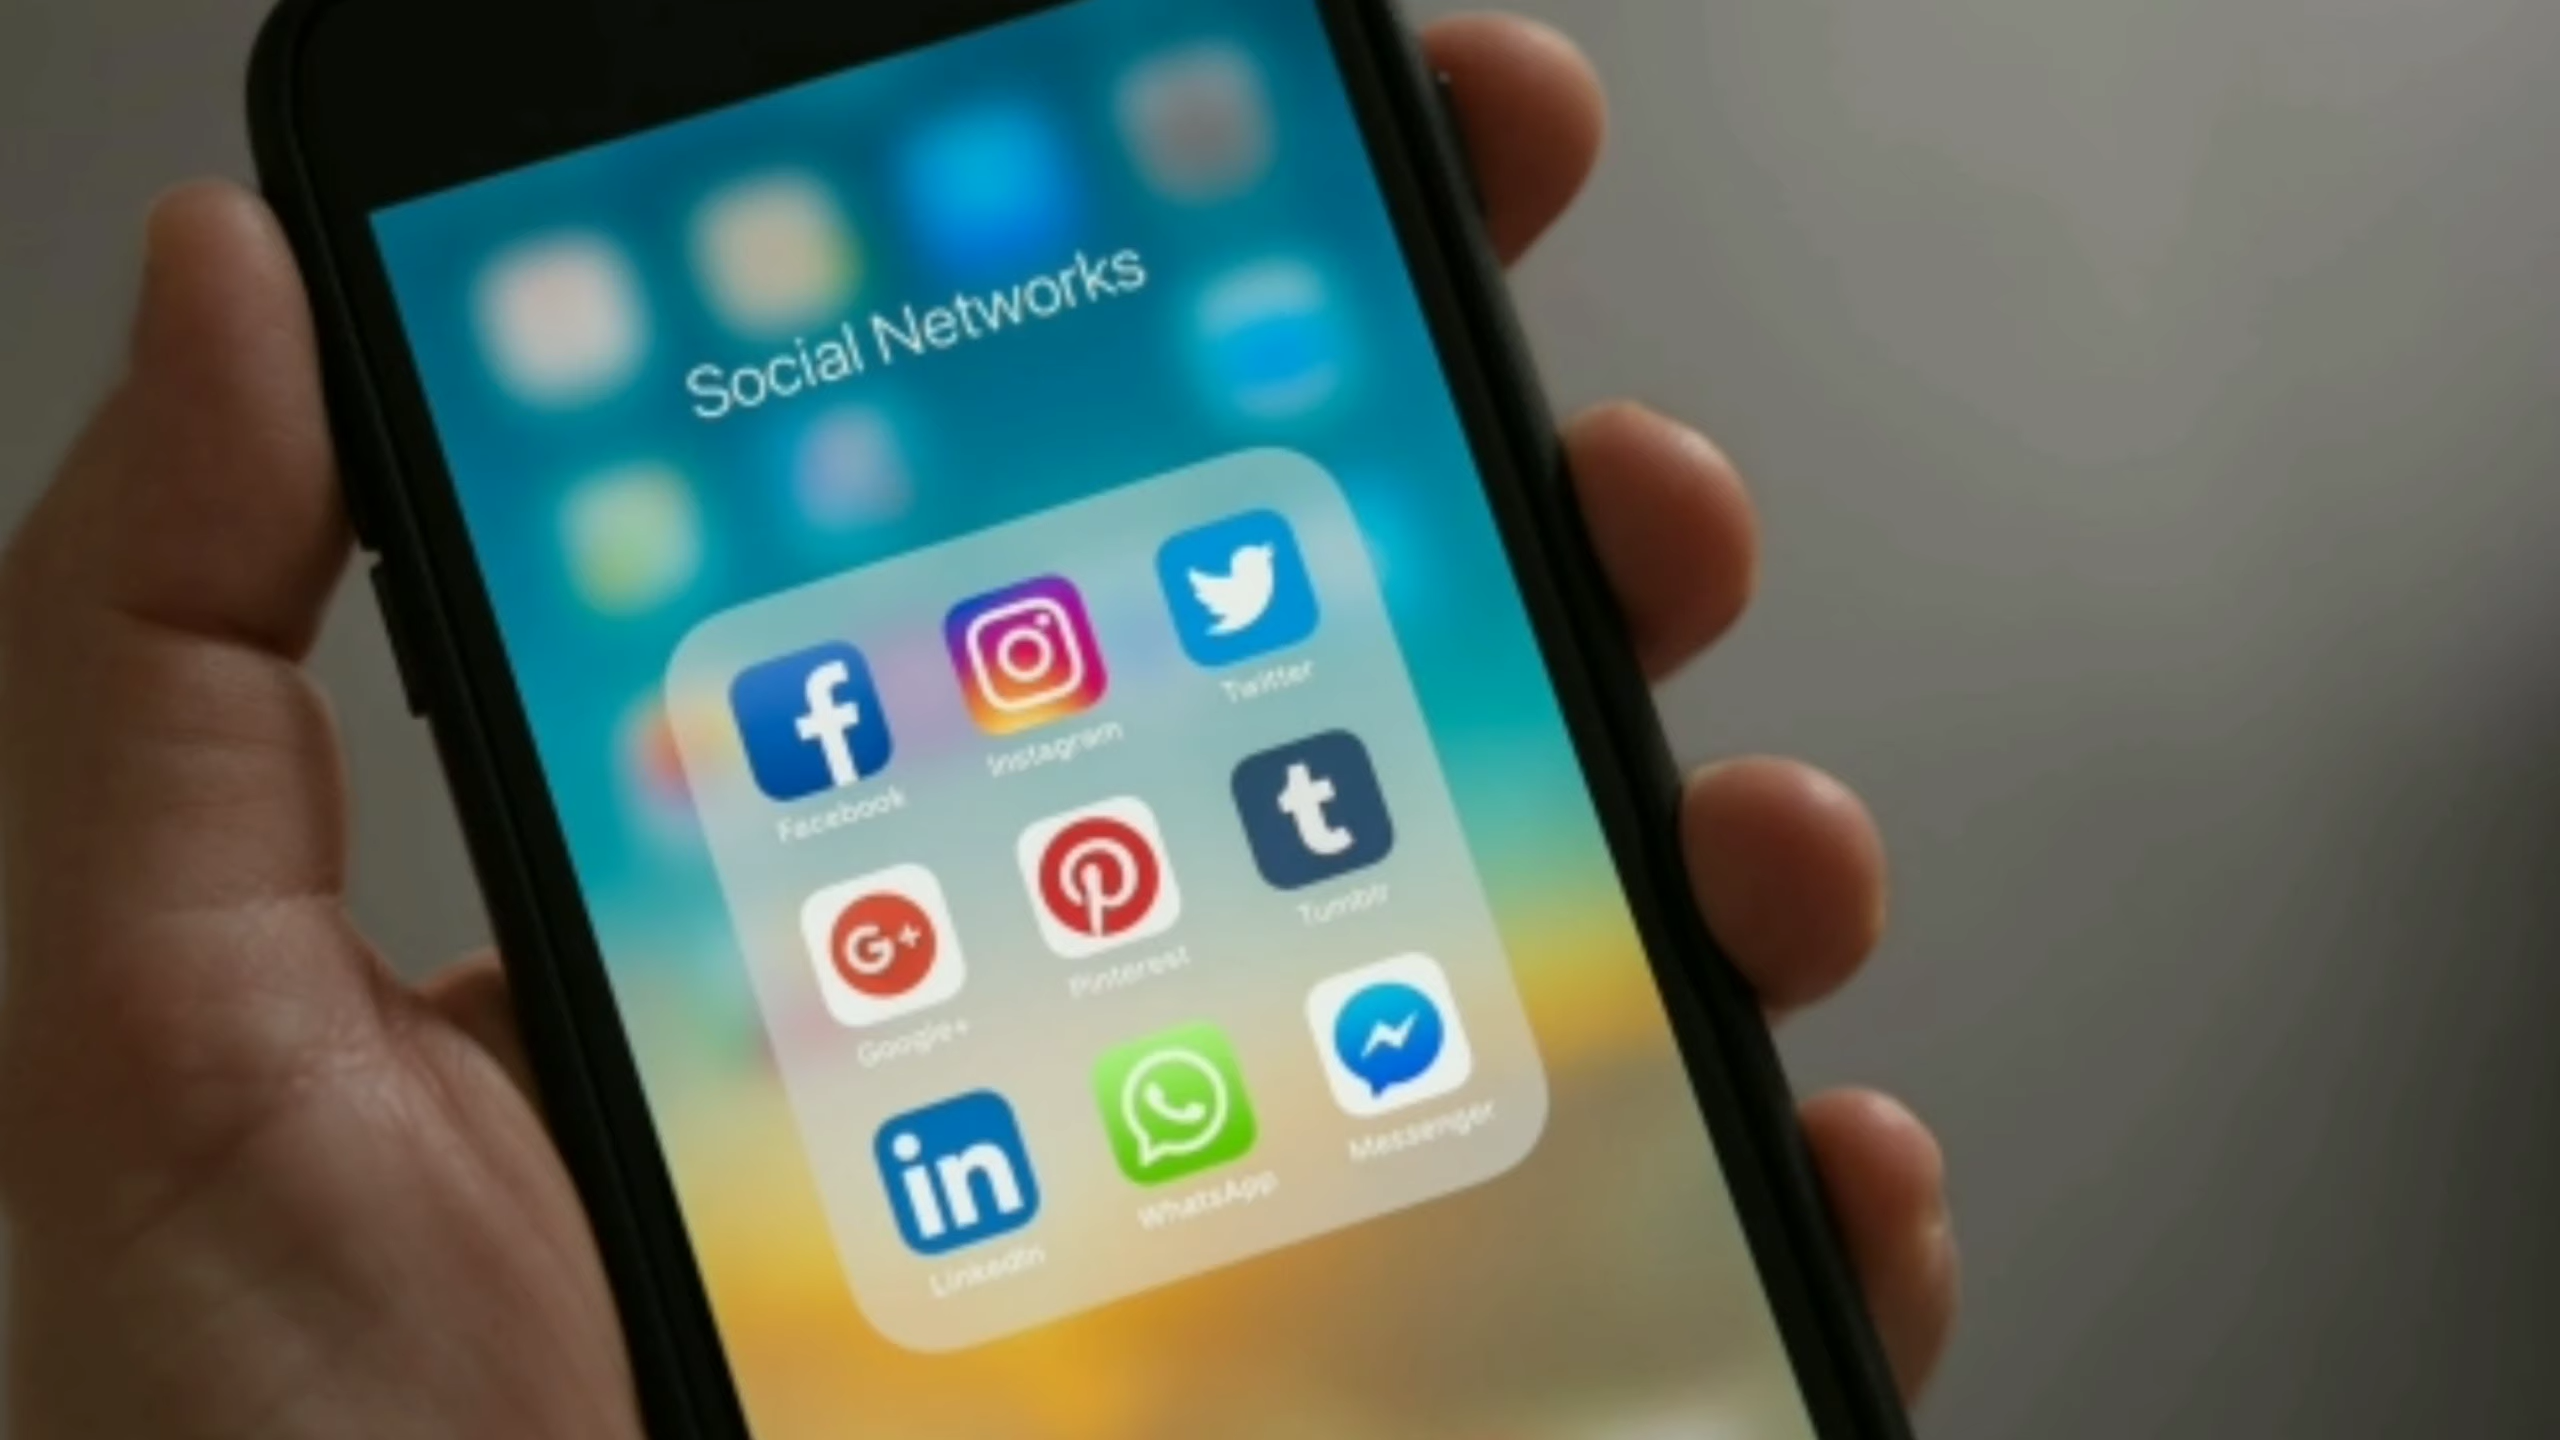 Social Networks
Facebook
Instagram
Twitter
Google+
Pinterest
Tumblr
LinkedIn
WhatsApp
Messenger